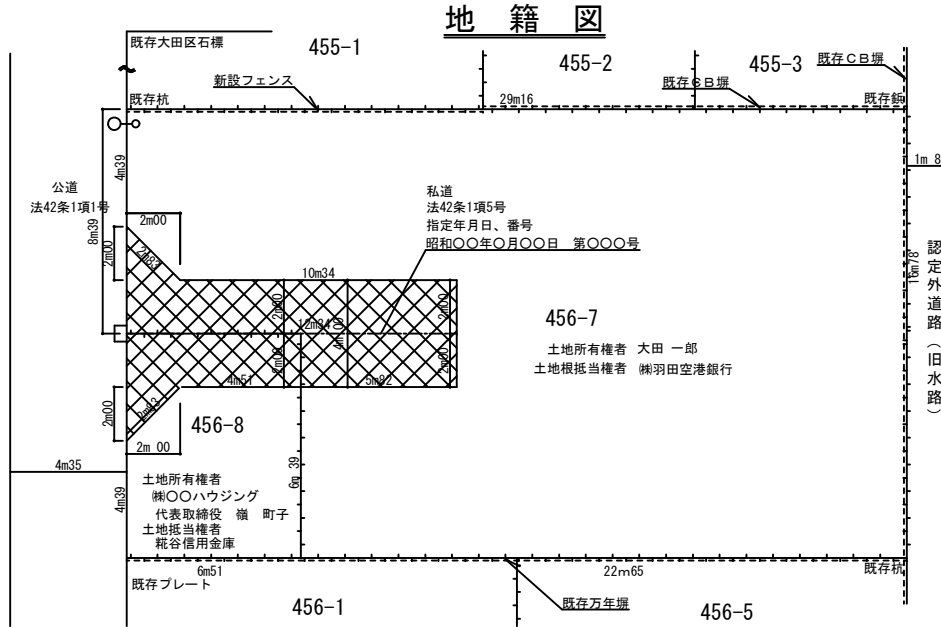 地 籍 図
既存大田区石標
455-1
455-2
455-3
既存CB塀
新設フェンス
既存CB塀
既存杭
29m16
既存鋲
1m 8
4m39
公道
法42条1項1号
8m39
2m00
2m00
2m83
私道
法42条1項5号
指定年月日、番号
昭和〇〇年〇月〇〇日 第〇〇〇号
16m78
認定外道路(旧水路)
10m34
2m00
2m00
12m34
4m00
456-7
土地所有権者 大田 一郎
土地根抵当権者 ㈱羽田空港銀行
2m00
2m00
4m51
5m82
2m00
2m83
456-8
2m 00
4m35
4m39
6m 39
土地所有権者
㈱〇〇ハウジング
代表取締役 嶺 町子
土地抵当権者
糀谷信用金庫
6m51
22m65
既存杭
既存プレート
456-1
既存万年塀
456-5